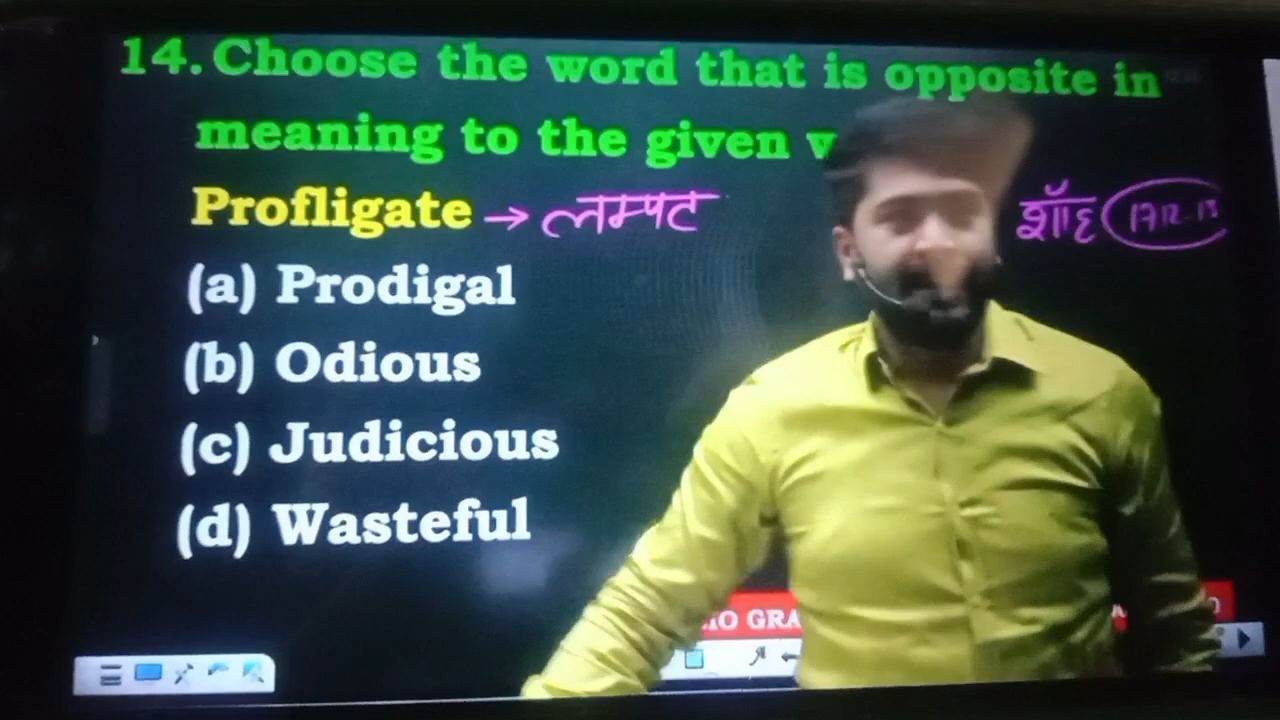 14. Choose the word that is opposite in
meaning to the given
Profligate → लम्पट
(a) Prodigal
(b) Odious
(c) Judicious
(d) Wasteful